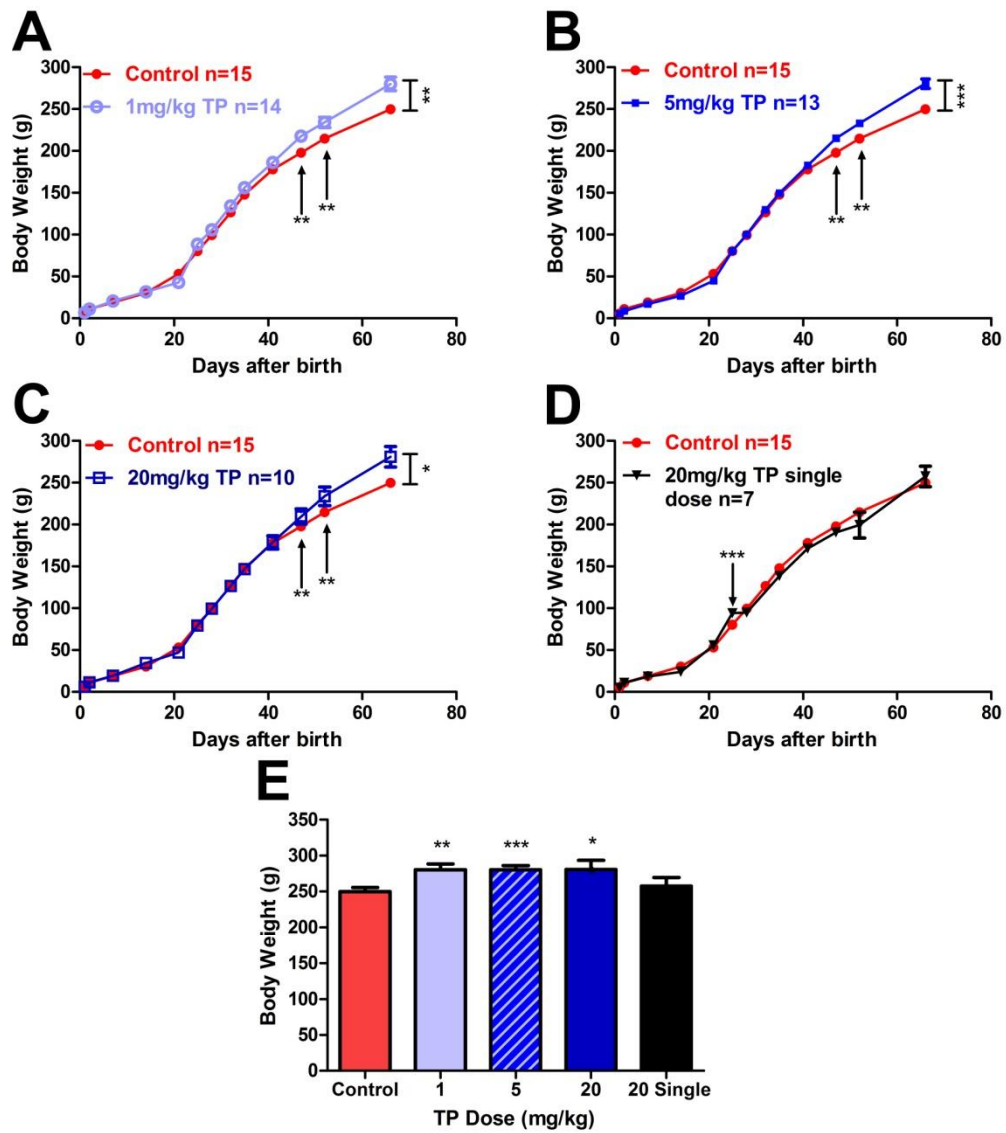 A
Control n=15
1mg/kg TP n=14
**
**
**
300
250
200
150
100
50
0
Body Weight (g)
0 20 40 60 80
Days after birth
B
Control n=15
5mg/kg TP n=13
***
**
**
300
250
200
150
100
50
0
Body Weight (g)
0 20 40 60 80
Days after birth
C
Control n=15
20mg/kg TP n=10
*
**
**
300
250
200
150
100
50
0
Body Weight (g)
0 20 40 60 80
Days after birth
D
Control n=15
20mg/kg TP single
dose n=7
***
300
250
200
150
100
50
0
Body Weight (g)
0 20 40 60 80
Days after birth
E
** *** *
350
300
250
200
150
100
50
0
Body Weight (g)
Control 1 5 20 20 Single
TP Dose (mg/kg)